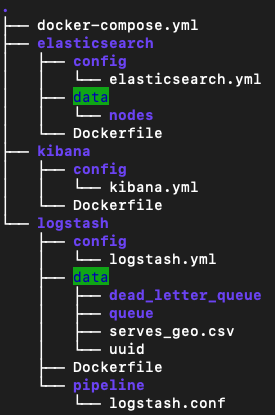 .
├── docker-compose.yml
├── elasticsearch
│   ├── config
│   │   └── elasticsearch.yml
│   ├── data
│   │   └── nodes
│   └── Dockerfile
├── kibana
│   ├── config
│   │   └── kibana.yml
│   └── Dockerfile
└── logstash
    ├── config
    │   └── logstash.yml
    ├── data
    │   ├── dead_letter_queue
    │   ├── queue
    │   ├── serves_geo.csv
    │   └── uuid
    ├── Dockerfile
    └── pipeline
        └── logstash.conf